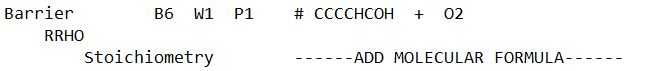 Barrier B6 W1 P1 # CCCCHCOH + O2
RRHO
Stoichiometry ------ADD MOLECULAR FORMULA------